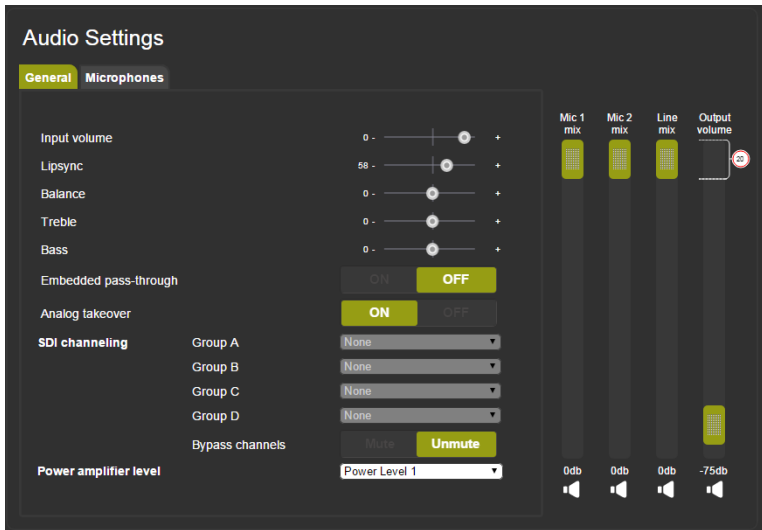 Audio Settings
General Microphones
Input volume 0 - +
Lipsync 58 - +
Balance 0 - +
Treble 0 - +
Bass 0 - +
Embedded pass-through ON OFF
Analog takeover ON OFF
SDI channeling Group A None
Group B None
Group C None
Group D None
Bypass channels Mute Unmute
Power amplifier level Power Level 1
Mic 1 mix
Mic 2 mix
Line mix
Output volume
20
0db 0db 0db -75db